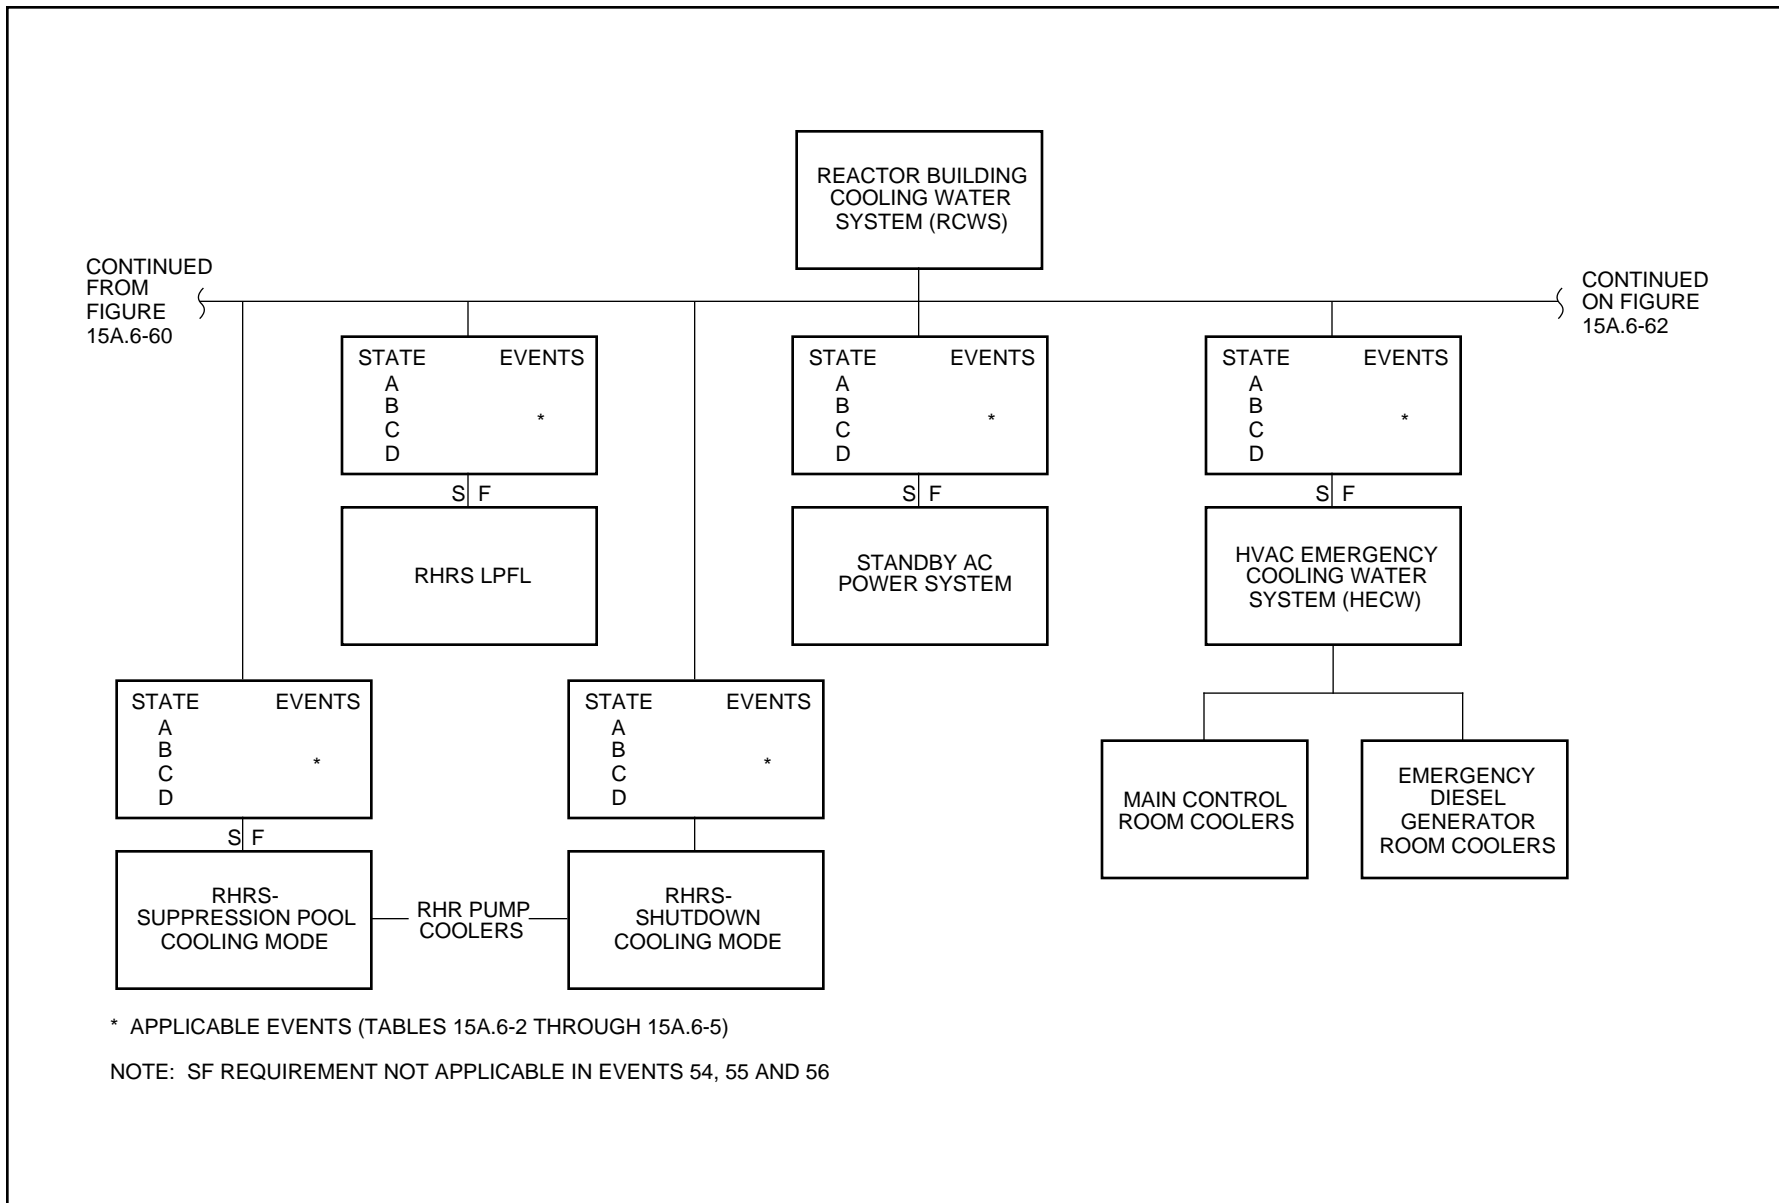 REACTOR BUILDING
COOLING WATER
SYSTEM (RCWS)
CONTINUED
FROM
FIGURE
15A.6-60
CONTINUED
ON FIGURE
15A.6-62
STATE EVENTS
A
B
C
D
*
S F
RHRS LPFL
STATE EVENTS
A
B
C
D
*
S F
STANDBY AC
POWER SYSTEM
STATE EVENTS
A
B
C
D
*
S F
HVAC EMERGENCY
COOLING WATER
SYSTEM (HECW)
STATE EVENTS
A
B
C
D
*
S F
RHRS-
SUPPRESSION POOL
COOLING MODE
RHR PUMP
COOLERS
STATE EVENTS
A
B
C
D
*
RHRS-
SHUTDOWN
COOLING MODE
MAIN CONTROL
ROOM COOLERS
EMERGENCY
DIESEL
GENERATOR
ROOM COOLERS
* APPLICABLE EVENTS (TABLES 15A.6-2 THROUGH 15A.6-5)
NOTE: SF REQUIREMENT NOT APPLICABLE IN EVENTS 54, 55 AND 56